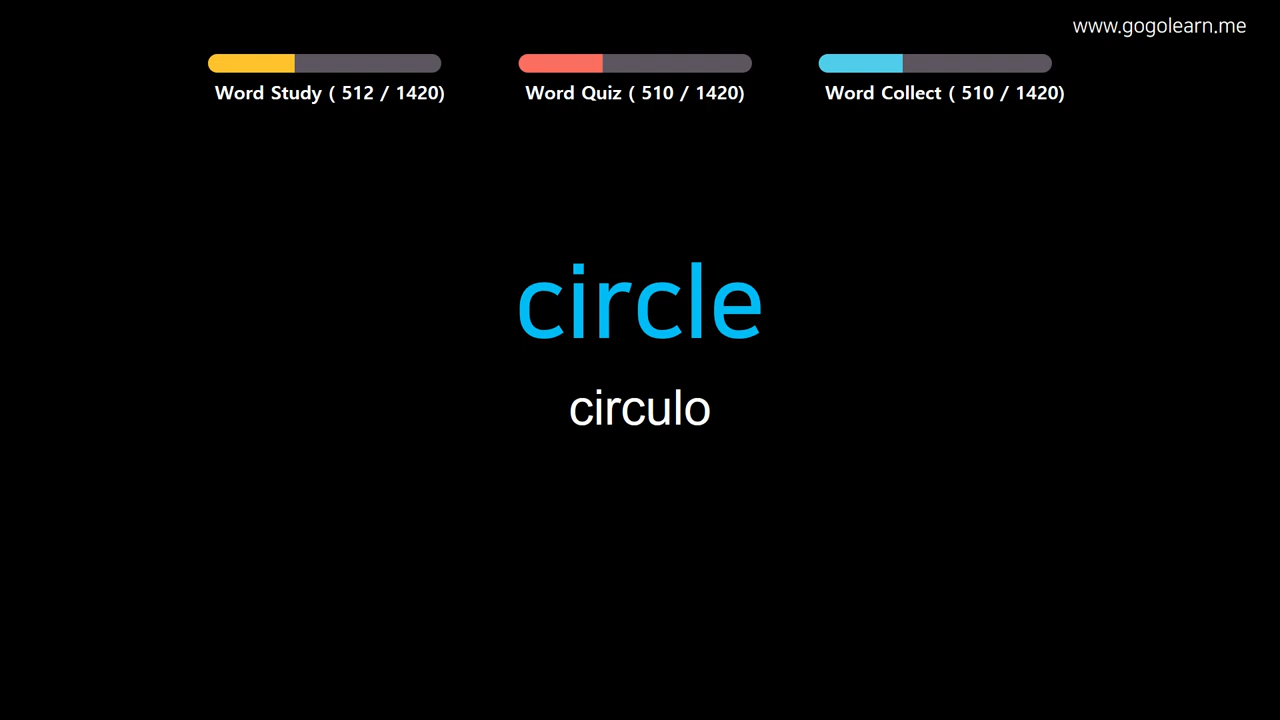 www.gogolearn.me
Word Study ( 512 / 1420)
Word Quiz ( 510 / 1420)
Word Collect ( 510 / 1420)
circle
circulo